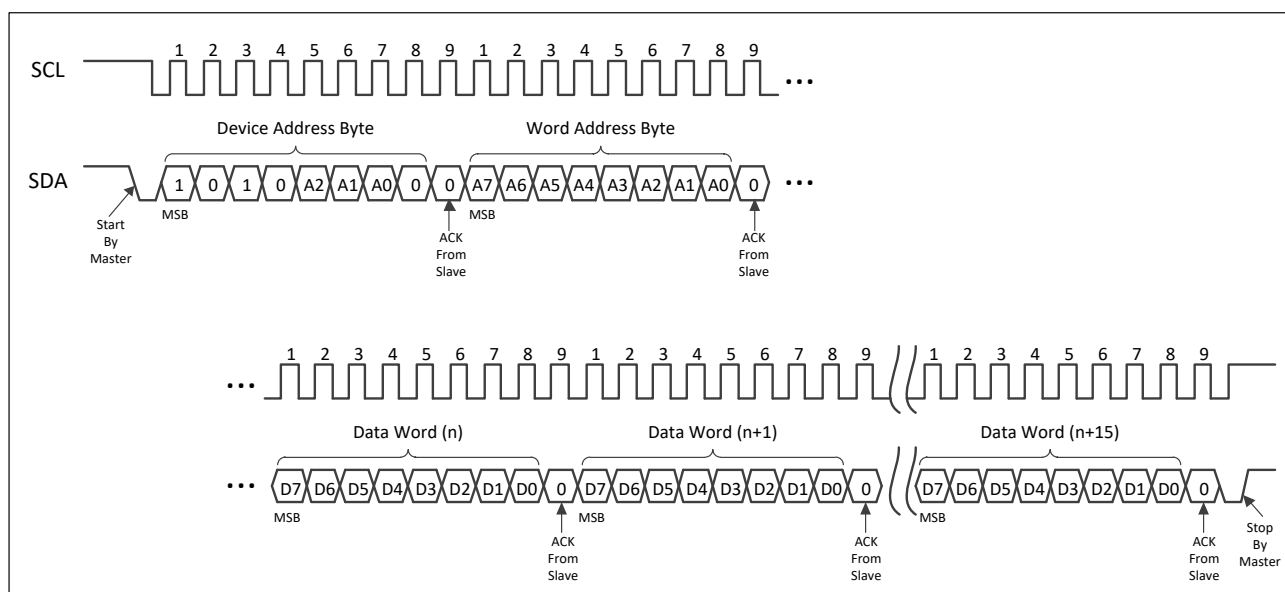 1 2 3 4 5 6 7 8 9 1 2 3 4 5 6 7 8 9
SCL
•••
Device Address Byte Word Address Byte
SDA
1 0 1 0 A2 A1 A0 0 0 A7 A6 A5 A4 A3 A2 A1 A0 0
•••
MSB MSB
Start
By
Master
ACK
From
Slave
ACK
From
Slave
1 2 3 4 5 6 7 8 9 1 2 3 4 5 6 7 8 9 1 2 3 4 5 6 7 8 9
•••
Data Word (n) Data Word (n+1) Data Word (n+15)
•••
D7 D6 D5 D4 D3 D2 D1 D0 0 D7 D6 D5 D4 D3 D2 D1 D0 0 D7 D6 D5 D4 D3 D2 D1 D0 0
MSB MSB MSB
ACK
From
Slave
ACK
From
Slave
ACK
From
Slave
Stop
By
Master